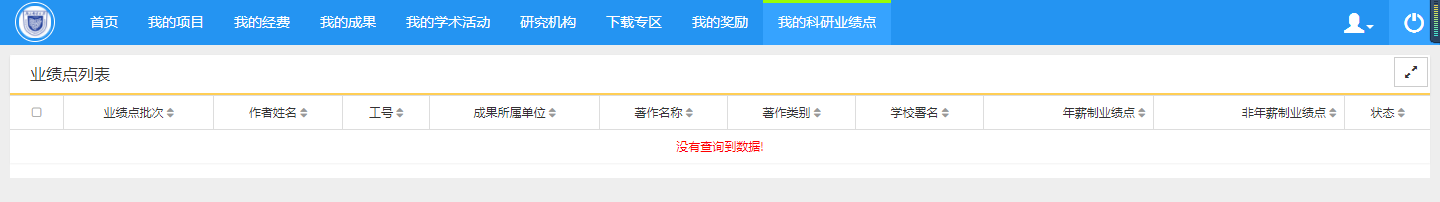 首页 我的项目 我的经费 我的成果 我的学术活动 研究机构 下载专区 我的奖励 我的科研业绩点
业绩点列表
业绩点批次 作者姓名 工号 成果所属单位 著作名称 著作类别 学校署名 年薪制业绩点 非年薪制业绩点 状态
没有查询到数据!